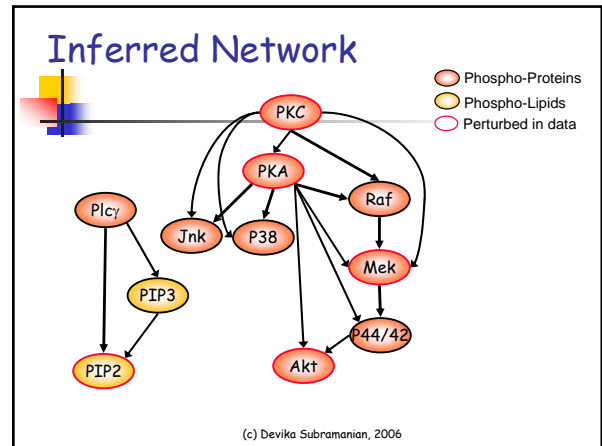 Inferred Network
Phospho-Proteins
Phospho-Lipids
Perturbed in data
PKC
PKA
Raf
Plcγ
Jnk
P38
Mek
PIP3
P44/42
PIP2
Akt
(c) Devika Subramanian, 2006